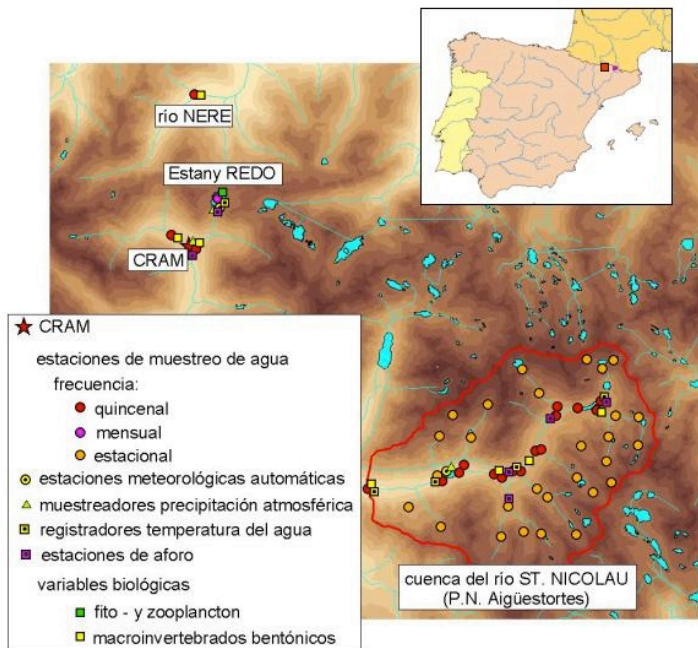 río NERE
Estany REDO
CRAM
CRAM
estaciones de muestreo de agua
frecuencia:
quincenal
mensual
estacional
estaciones meteorológicas automáticas
muestreadores precipitación atmosférica
registradores temperatura del agua
estaciones de aforo
variables biológicas
fito - y zooplancton
macroinvertebrados bentónicos
cuenca del río ST. NICOLAU
(P.N. Aigüestortes)